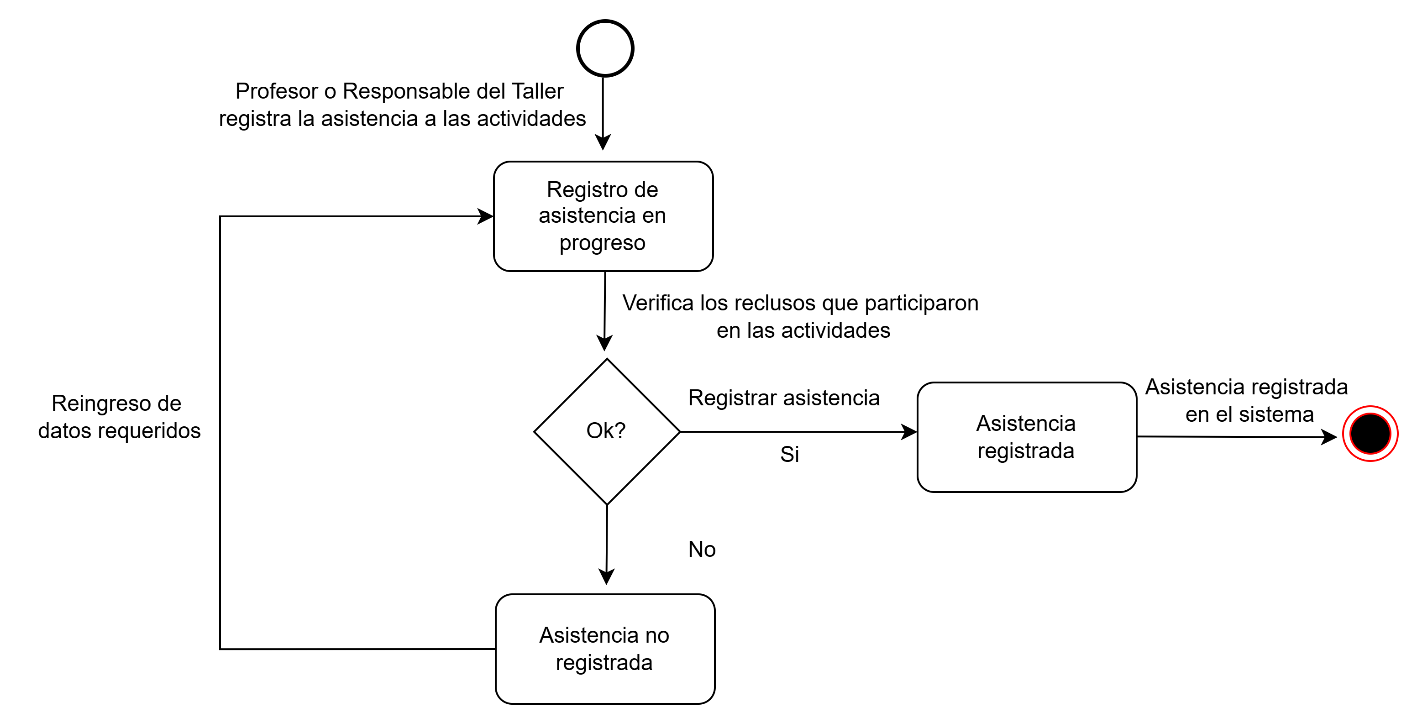 Profesor o Responsable del Taller
registra la asistencia a las actividades
Registro de
asistencia en
progreso
Verifica los reclusos que participaron
en las actividades
Reingreso de
datos requeridos
Ok?
Registrar asistencia
Si
Asistencia
registrada
Asistencia registrada
en el sistema
No
Asistencia no
registrada